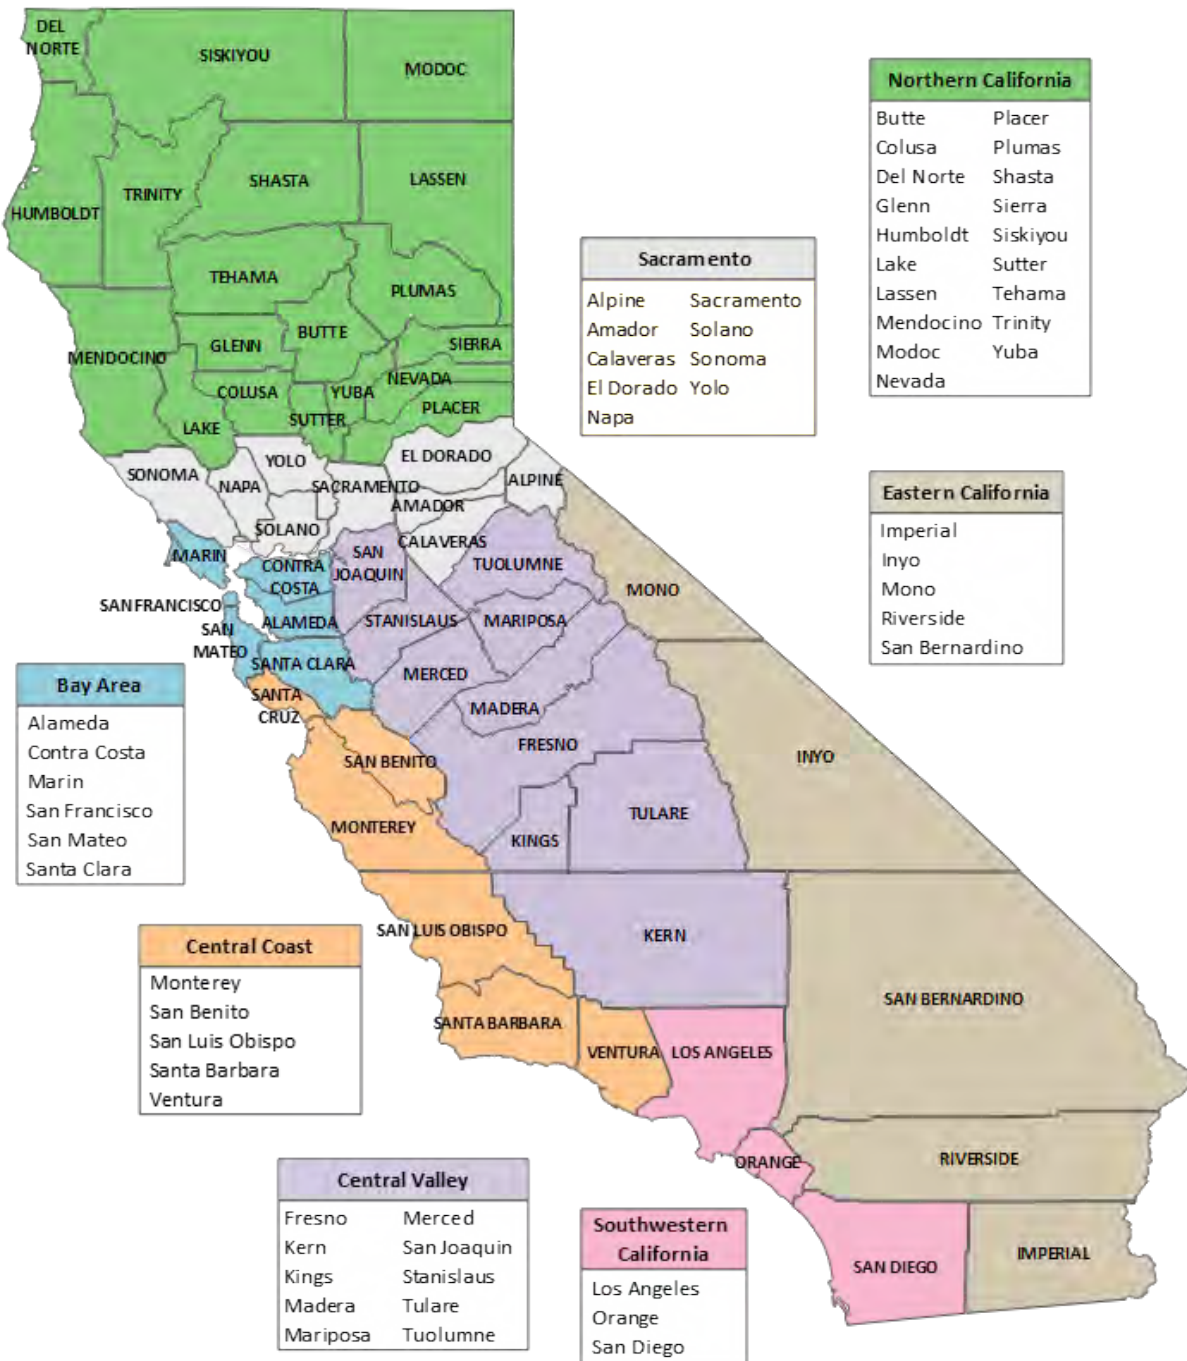 DEL
NORTE
SISKIYOU
MODOC
HUMBOLDT
TRINITY
SHASTA
LASSEN
TEHAMA
PLUMAS
MENDOCINO
GLENN
BUTTE
SIERRA
COLUSA
YUBA
NEVADA
LAKE
SUTTER
PLACER
SONOMA
NAPA
YOLO
SACRAMENTO
EL DORADO
ALPINE
AMADOR
SOLANO
CALAVERAS
MARIN
CONTRA
COSTA
SAN
JOAQUIN
TUOLUMNE
MONO
SAN FRANCISCO
ALAMEDA
STANISLAUS
MARIPOSA
SAN
MATEO
SANTA CLARA
MERCED
SANTA
CRUZ
MADERA
FRESNO
SAN BENITO
INYO
MONTEREY
KINGS
TULARE
SAN LUIS OBISPO
KERN
SAN BERNARDINO
SANTA BARBARA
VENTURA
LOS ANGELES
ORANGE
RIVERSIDE
SAN DIEGO
IMPERIAL
Northern California
Butte Placer
Colusa Plumas
Del Norte Shasta
Glenn Sierra
Humboldt Siskiyou
Lake Sutter
Lassen Tehama
Mendocino Trinity
Modoc Yuba
Nevada
Sacramento
Alpine Sacramento
Amador Solano
Calaveras Sonoma
El Dorado Yolo
Napa
Eastern California
Imperial
Inyo
Mono
Riverside
San Bernardino
Bay Area
Alameda
Contra Costa
Marin
San Francisco
San Mateo
Santa Clara
Central Coast
Monterey
San Benito
San Luis Obispo
Santa Barbara
Ventura
Central Valley
Fresno Merced
Kern San Joaquin
Kings Stanislaus
Madera Tulare
Mariposa Tuolumne
Southwestern
California
Los Angeles
Orange
San Diego